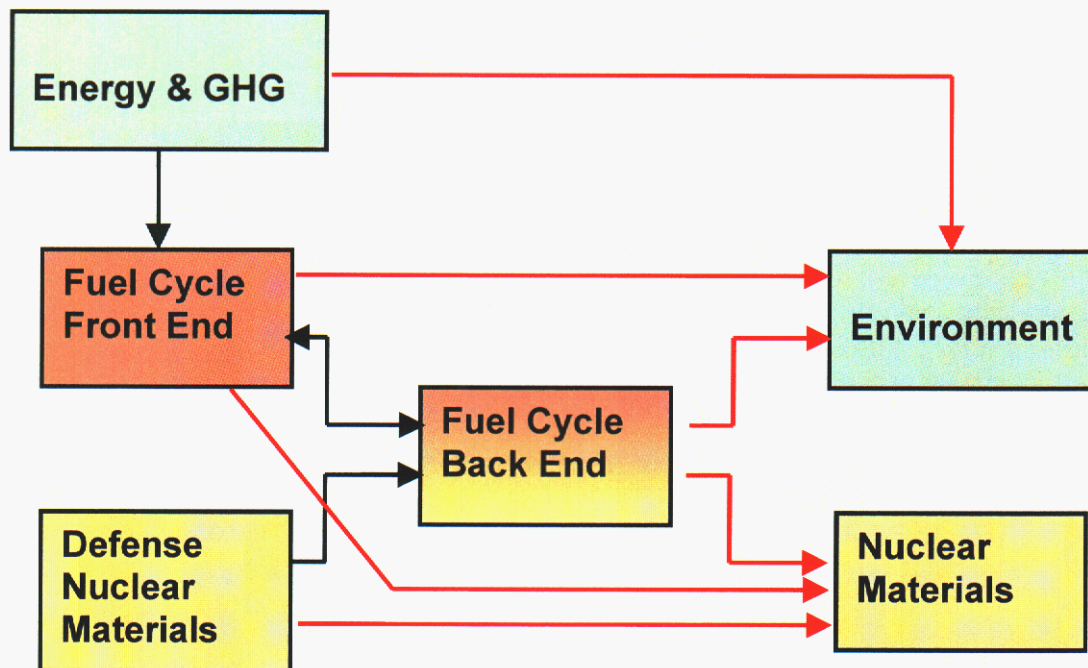 Energy & GHG
Fuel Cycle
Front End
Environment
Fuel Cycle
Back End
Defense
Nuclear
Materials
Nuclear
Materials